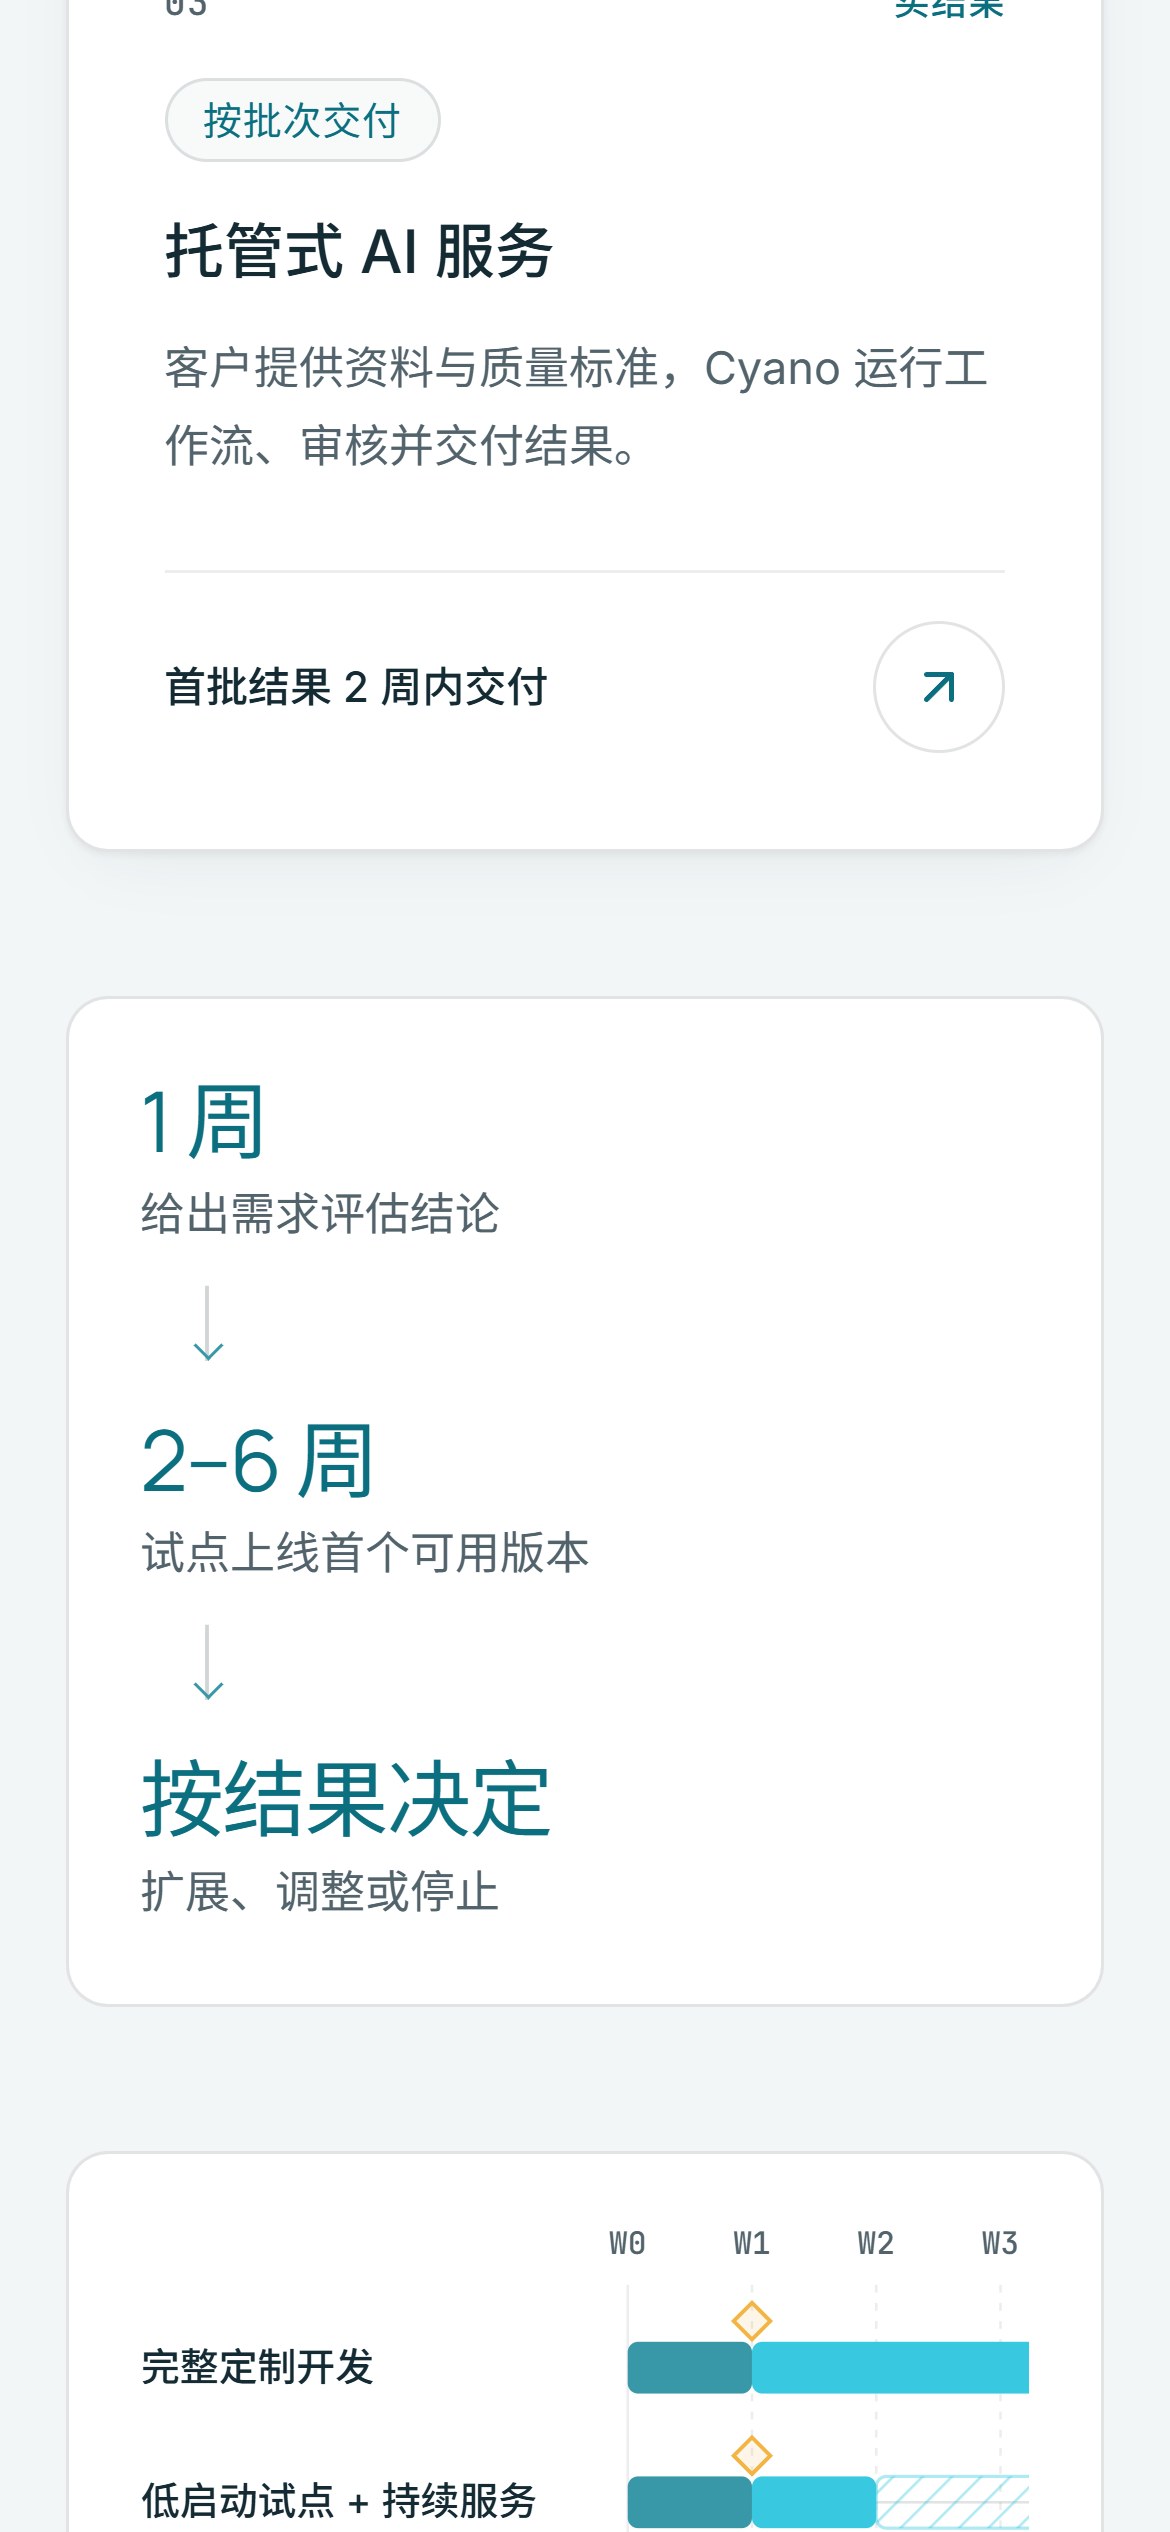 03
卖结果
按批次交付
托管式 AI 服务
客户提供资料与质量标准，Cyano 运行工
作流、审核并交付结果。
首批结果 2 周内交付
1 周
给出需求评估结论
2–6 周
试点上线首个可用版本
按结果决定
扩展、调整或停止
W0 W1 W2 W3
完整定制开发
低启动试点 + 持续服务